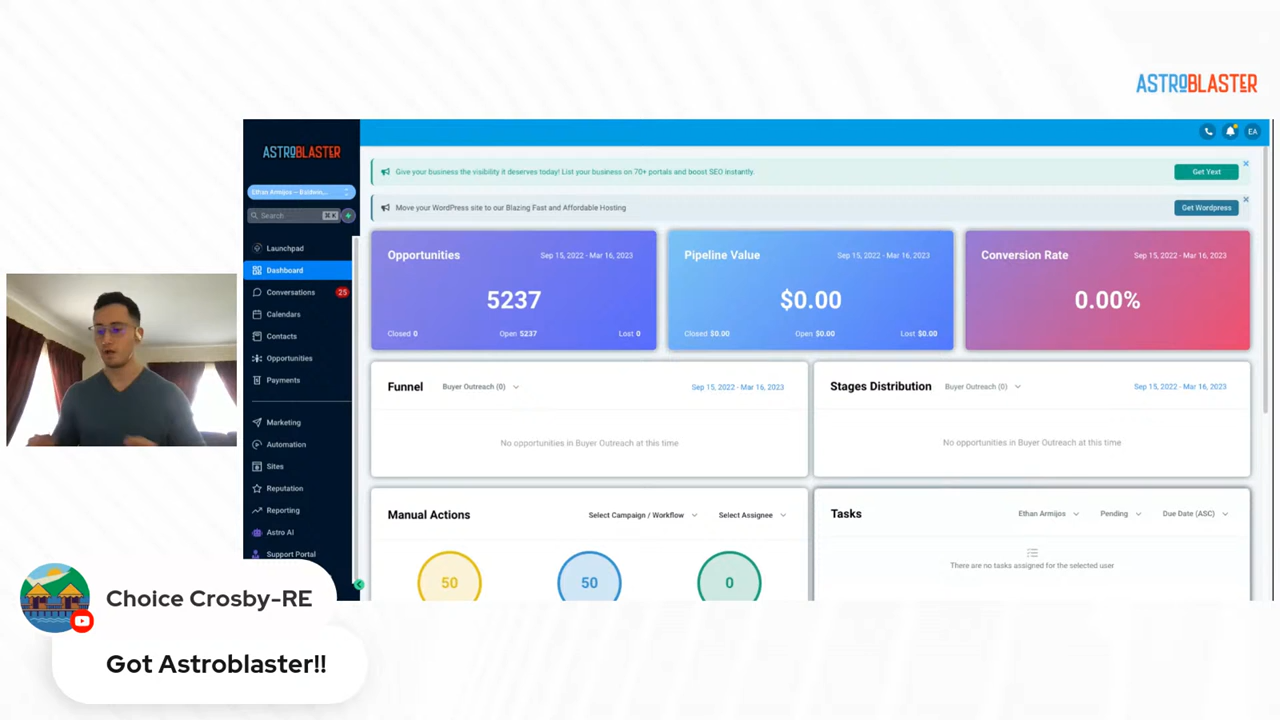 ASTROBLASTER
ASTROBLASTER
EA
Ethan Armijos – Baldwin,...
Search
⌘ K
Give your business the visibility it deserves today! List your business on 70+ portals and boost SEO instantly.
Get Yext
Move your WordPress site to our Blazing Fast and Affordable Hosting
Get Wordpress
Launchpad
Dashboard
Conversations
25
Calendars
Contacts
Opportunities
Payments
Marketing
Automation
Sites
Reputation
Reporting
Astro AI
Support Portal
Opportunities
Sep 15, 2022 - Mar 16, 2023
5237
Closed 0
Open 5237
Lost 0
Pipeline Value
Sep 15, 2022 - Mar 16, 2023
$0.00
Closed $0.00
Open $0.00
Lost $0.00
Conversion Rate
Sep 15, 2022 - Mar 16, 2023
0.00%
Funnel
Buyer Outreach (0)
Sep 15, 2022 - Mar 16, 2023
No opportunities in Buyer Outreach at this time
Stages Distribution
Buyer Outreach (0)
Sep 15, 2022 - Mar 16, 2023
No opportunities in Buyer Outreach at this time
Manual Actions
Select Campaign / Workflow
Select Assignee
50
50
0
Tasks
Ethan Armijos
Pending
Due Date (ASC)
There are no tasks assigned for the selected user
Choice Crosby-RE
Got Astroblaster!!